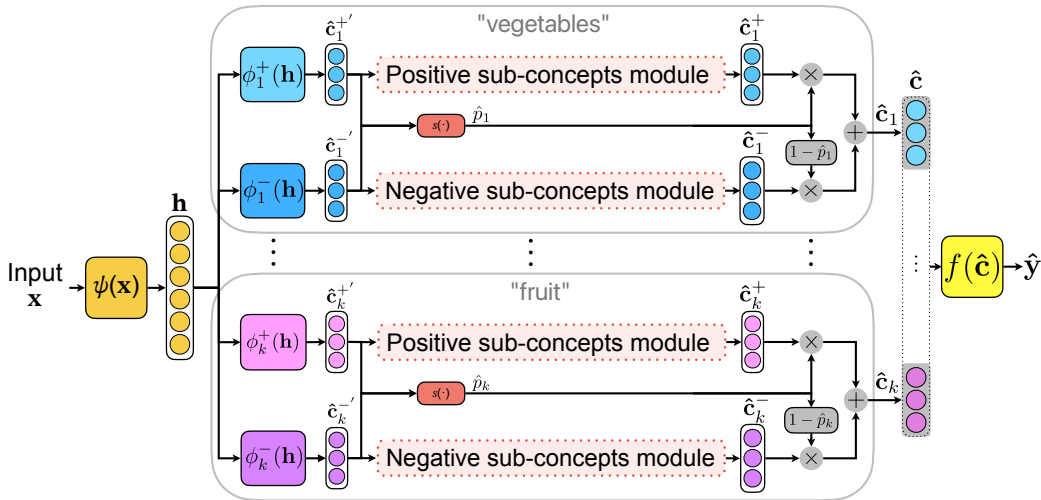 "vegetables"
ĉ₁⁺′
ĉ₁⁺
ϕ₁⁺(h)
Positive sub-concepts module
×
ĉ
s(·)
p̂₁
ĉ₁
+
ĉ₁⁻′
ĉ₁⁻
1 − p̂₁
ϕ₁⁻(h)
Negative sub-concepts module
×
h
Input
x
ψ(x)
f(ĉ)
ŷ
"fruit"
ĉₖ⁺′
ĉₖ⁺
ϕₖ⁺(h)
Positive sub-concepts module
×
s(·)
p̂ₖ
ĉₖ
+
ĉₖ⁻′
ĉₖ⁻
1 − p̂ₖ
ϕₖ⁻(h)
Negative sub-concepts module
×